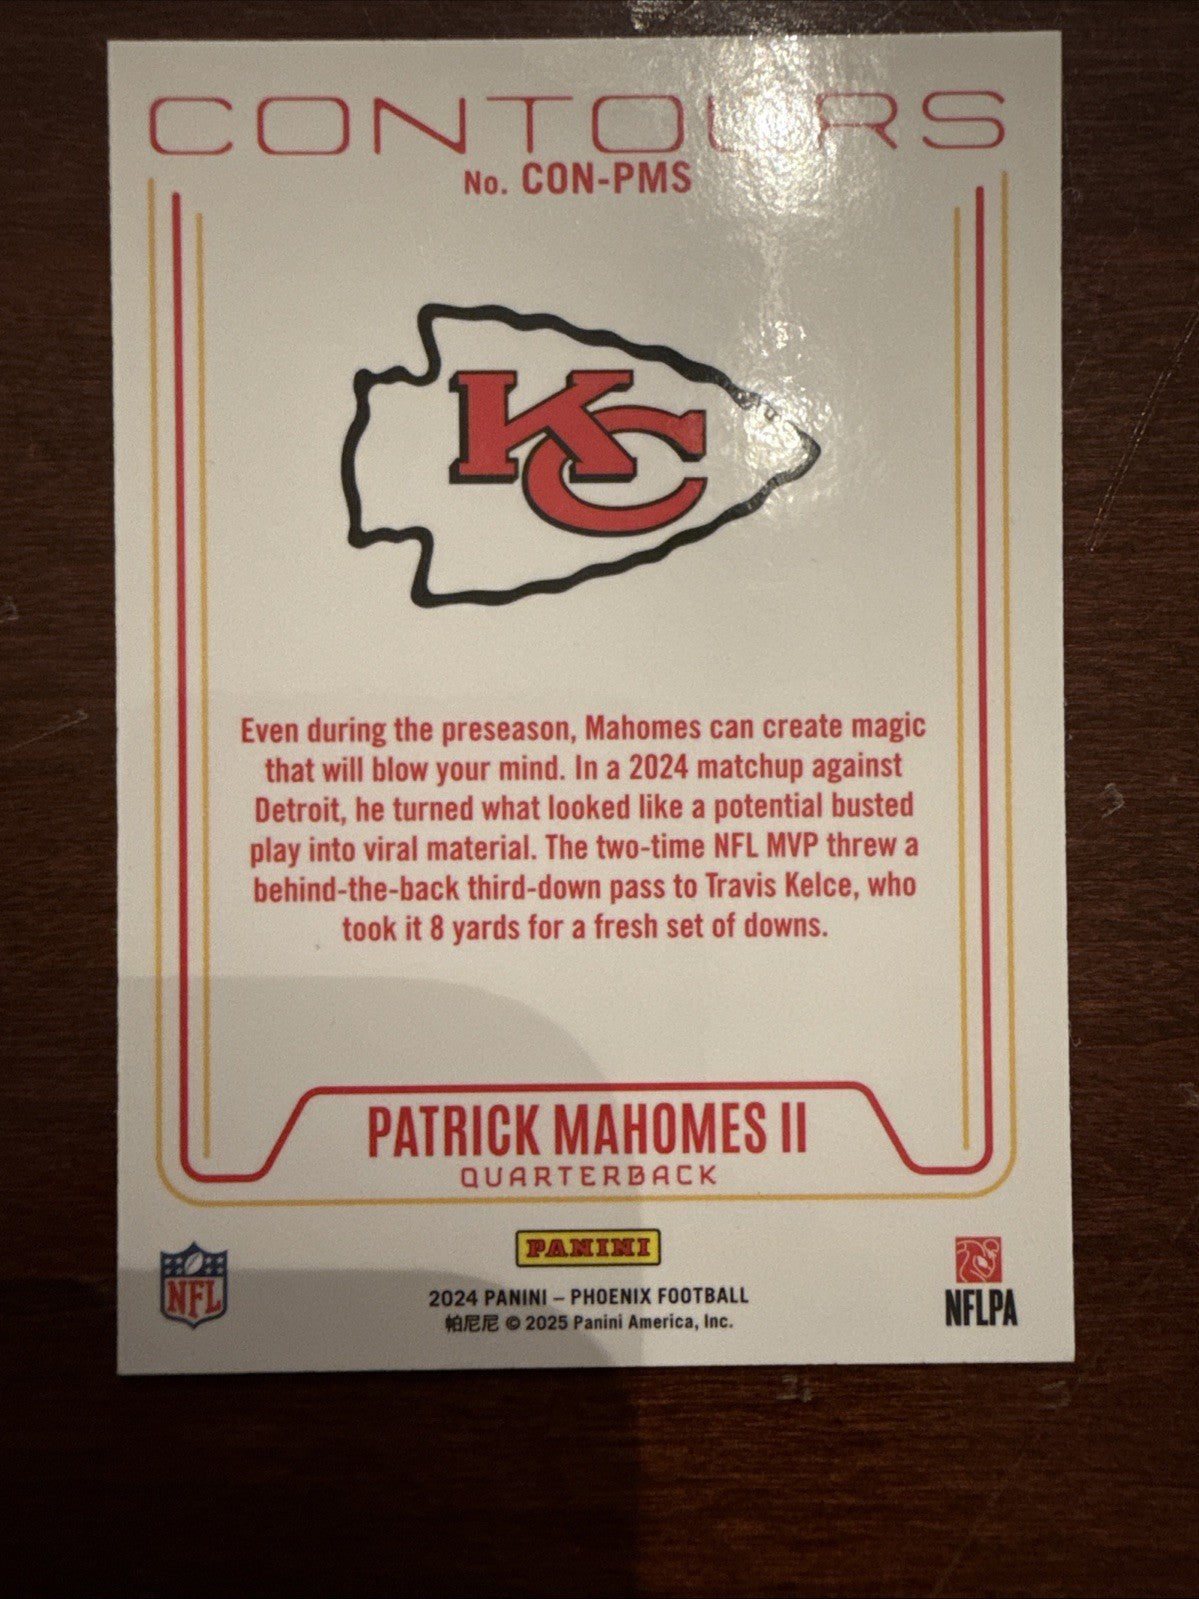 CONTOURS
No. CON-PMS
KC
Even during the preseason, Mahomes can create magic
that will blow your mind. In a 2024 matchup against
Detroit, he turned what looked like a potential busted
play into viral material. The two-time NFL MVP threw a
behind-the-back third-down pass to Travis Kelce, who
took it 8 yards for a fresh set of downs.
PATRICK MAHOMES II
QUARTERBACK
PANINI
NFL
2024 PANINI – PHOENIX FOOTBALL
帕尼尼 © 2025 Panini America, Inc.
NFLPA